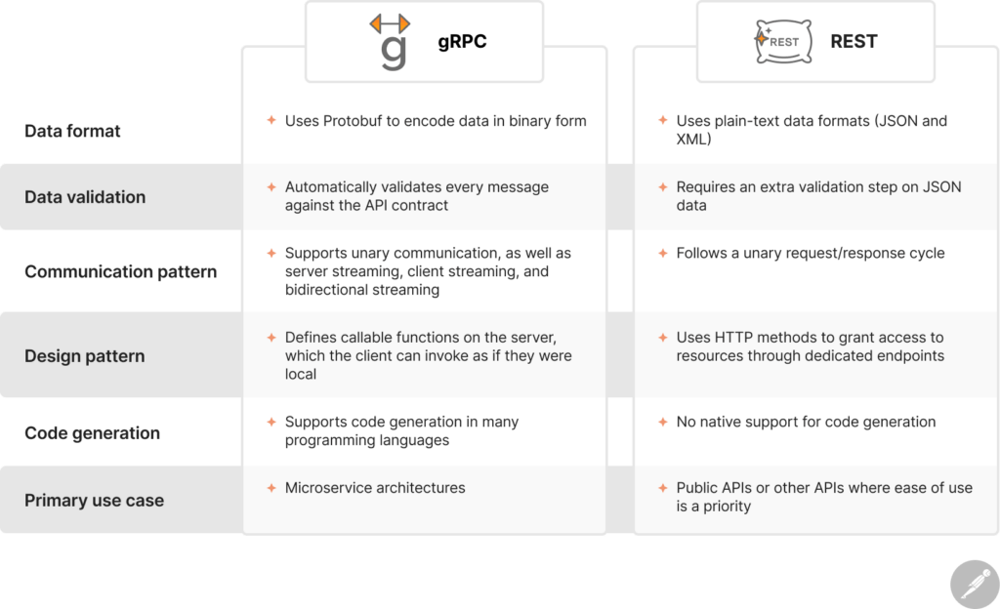 gRPC
REST
REST
Data format
Uses Protobuf to encode data in binary form
Uses plain-text data formats (JSON and
XML)
Data validation
Automatically validates every message
against the API contract
Requires an extra validation step on JSON
data
Communication pattern
Supports unary communication, as well as
server streaming, client streaming, and
bidirectional streaming
Follows a unary request/response cycle
Design pattern
Defines callable functions on the server,
which the client can invoke as if they were
local
Uses HTTP methods to grant access to
resources through dedicated endpoints
Code generation
Supports code generation in many
programming languages
No native support for code generation
Primary use case
Microservice architectures
Public APIs or other APIs where ease of use
is a priority